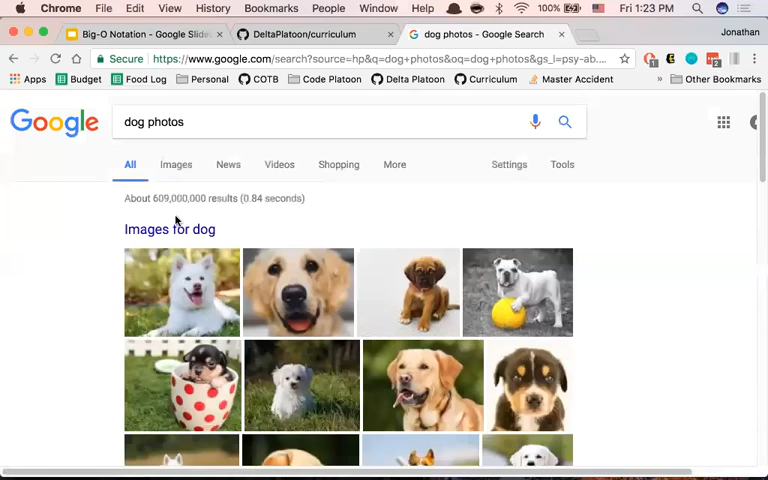 Chrome File Edit View History Bookmarks People Window Help 100% Fri 1:23 PM
Big-O Notation - Google Slides DeltaPlatoon/curriculum dog photos - Google Search Jonathan
Secure https://www.google.com/search?source=hp&q=dog+photos&oq=dog+photos&gs_l=psy-ab...
Apps Budget Food Log Personal COTB Code Platoon Delta Platoon Curriculum Master Accident » Other Bookmarks
Google dog photos
All Images News Videos Shopping More Settings Tools
About 609,000,000 results (0.84 seconds)
Images for dog